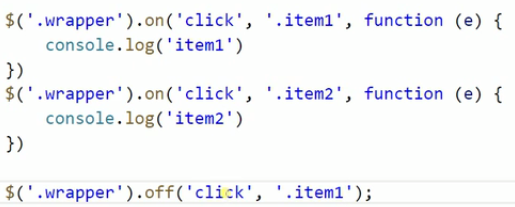 $('.wrapper').on('click', '.item1', function (e) {
    console.log('item1')
})
$('.wrapper').on('click', '.item2', function (e) {
    console.log('item2')
})

$('.wrapper').off('click', '.item1');